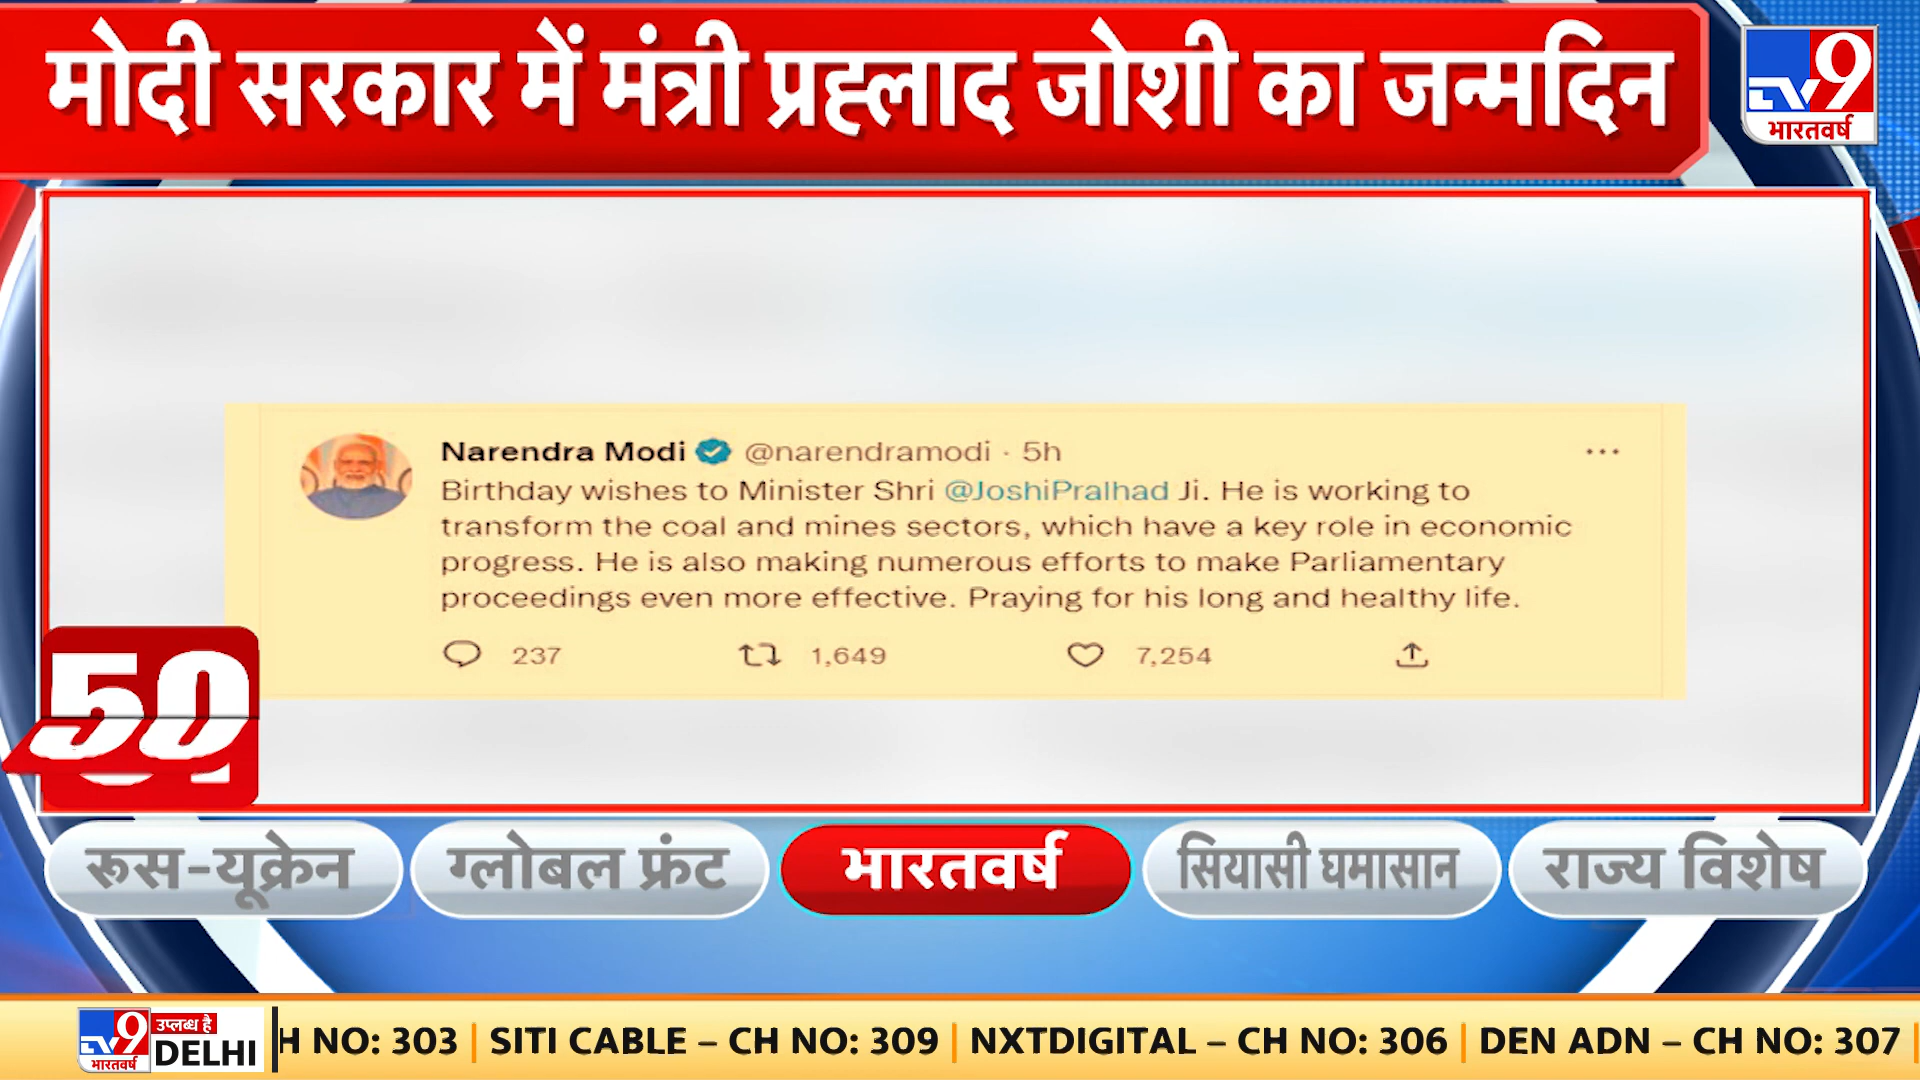 मोदी सरकार में मंत्री प्रह्लाद जोशी का जन्मदिन
TV9
भारतवर्ष
Narendra Modi @narendramodi · 5h
Birthday wishes to Minister Shri @JoshiPralhad Ji. He is working to
transform the coal and mines sectors, which have a key role in economic
progress. He is also making numerous efforts to make Parliamentary
proceedings even more effective. Praying for his long and healthy life.
237 1,649 7,254
50
रूस-यूक्रेन ग्लोबल फ्रंट भारतवर्ष सियासी घमासान राज्य विशेष
TV9 भारतवर्ष उपलब्ध है DELHI
H NO: 303 | SITI CABLE – CH NO: 309 | NXTDIGITAL – CH NO: 306 | DEN ADN – CH NO: 307